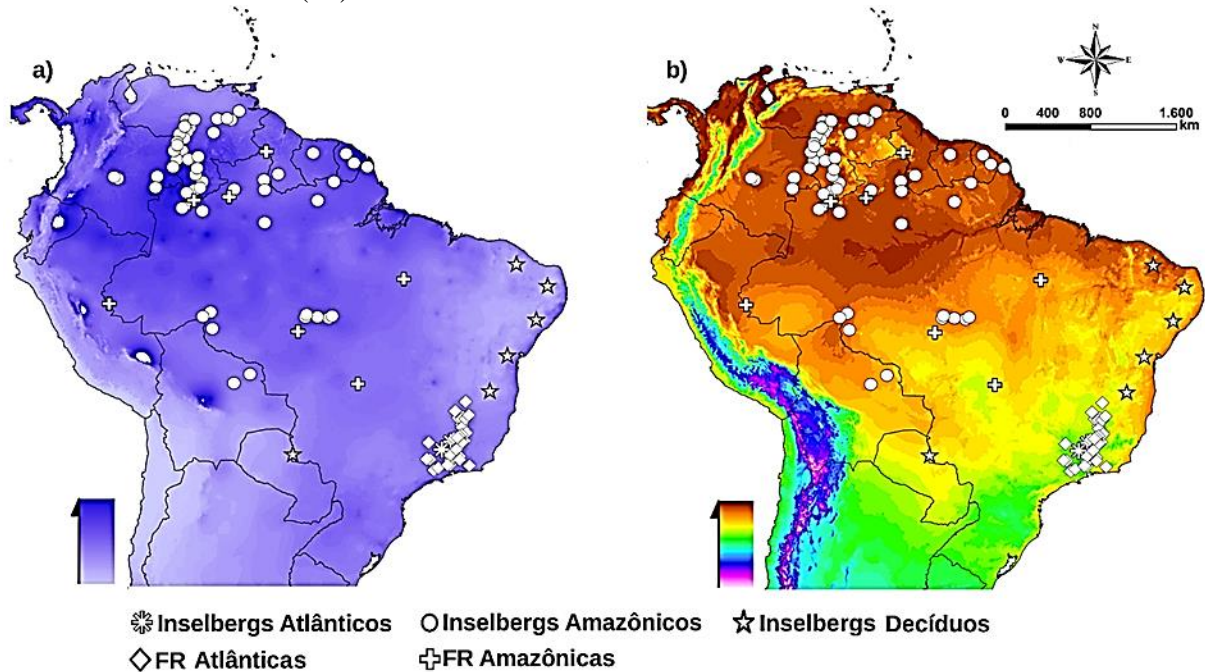 a)
b)
N
W
E
S
0 400 800 1.600
km
Inselbergs Atlânticos
Inselbergs Amazônicos
Inselbergs Decíduos
FR Atlânticas
FR Amazônicas